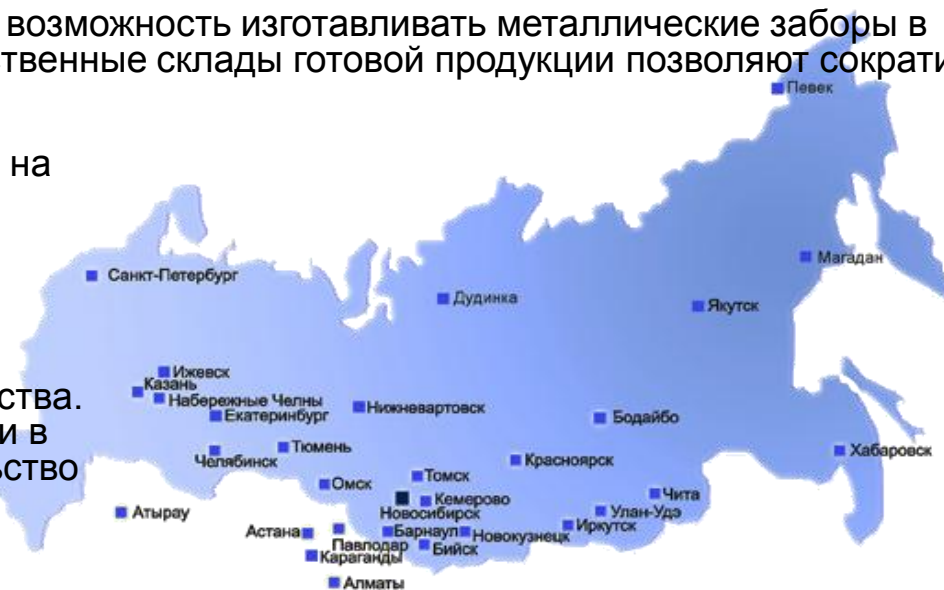 возможность изготавливать металлические заборы в
ственные склады готовой продукции позволяют сократи
Певек
на
Магадан
Санкт-Петербург
Дудинка
Якутск
Ижевск
Казань
Набережные Челны
Екатеринбург
Нижневартовск
Бодайбо
ства.
и в
ьство
Челябинск
Тюмень
Омск
Томск
Красноярск
Хабаровск
Кемерово
Новосибирск
Чита
Улан-Удэ
Иркутск
Атырау
Астана
Павлодар
Барнаул
Новокузнецк
Бийск
Караганды
Алматы